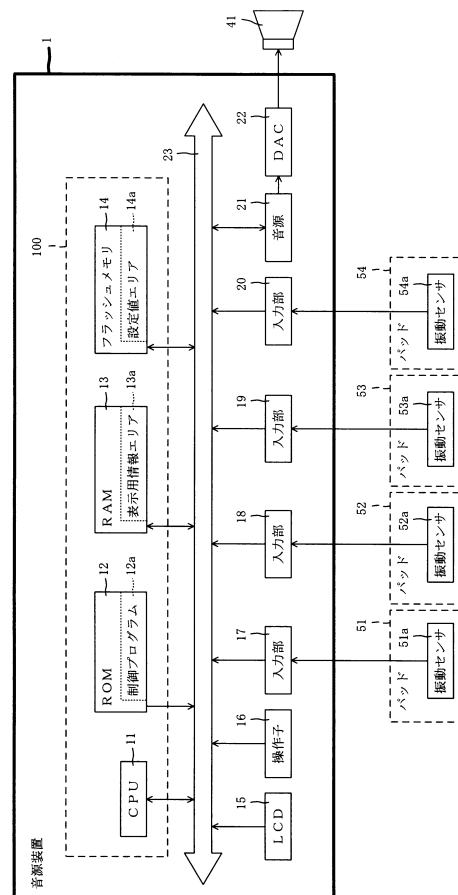 音源装置
1
100
CPU
11
ROM
12
制御プログラム
12a
RAM
13
表示用情報エリア
13a
フラッシュメモリ
14
設定値エリア
14a
23
LCD
15
操作子
16
入力部
17
入力部
18
入力部
19
入力部
20
音源
21
DAC
22
41
パッド
51
振動センサ
51a
パッド
52
振動センサ
52a
パッド
53
振動センサ
53a
パッド
54
振動センサ
54a